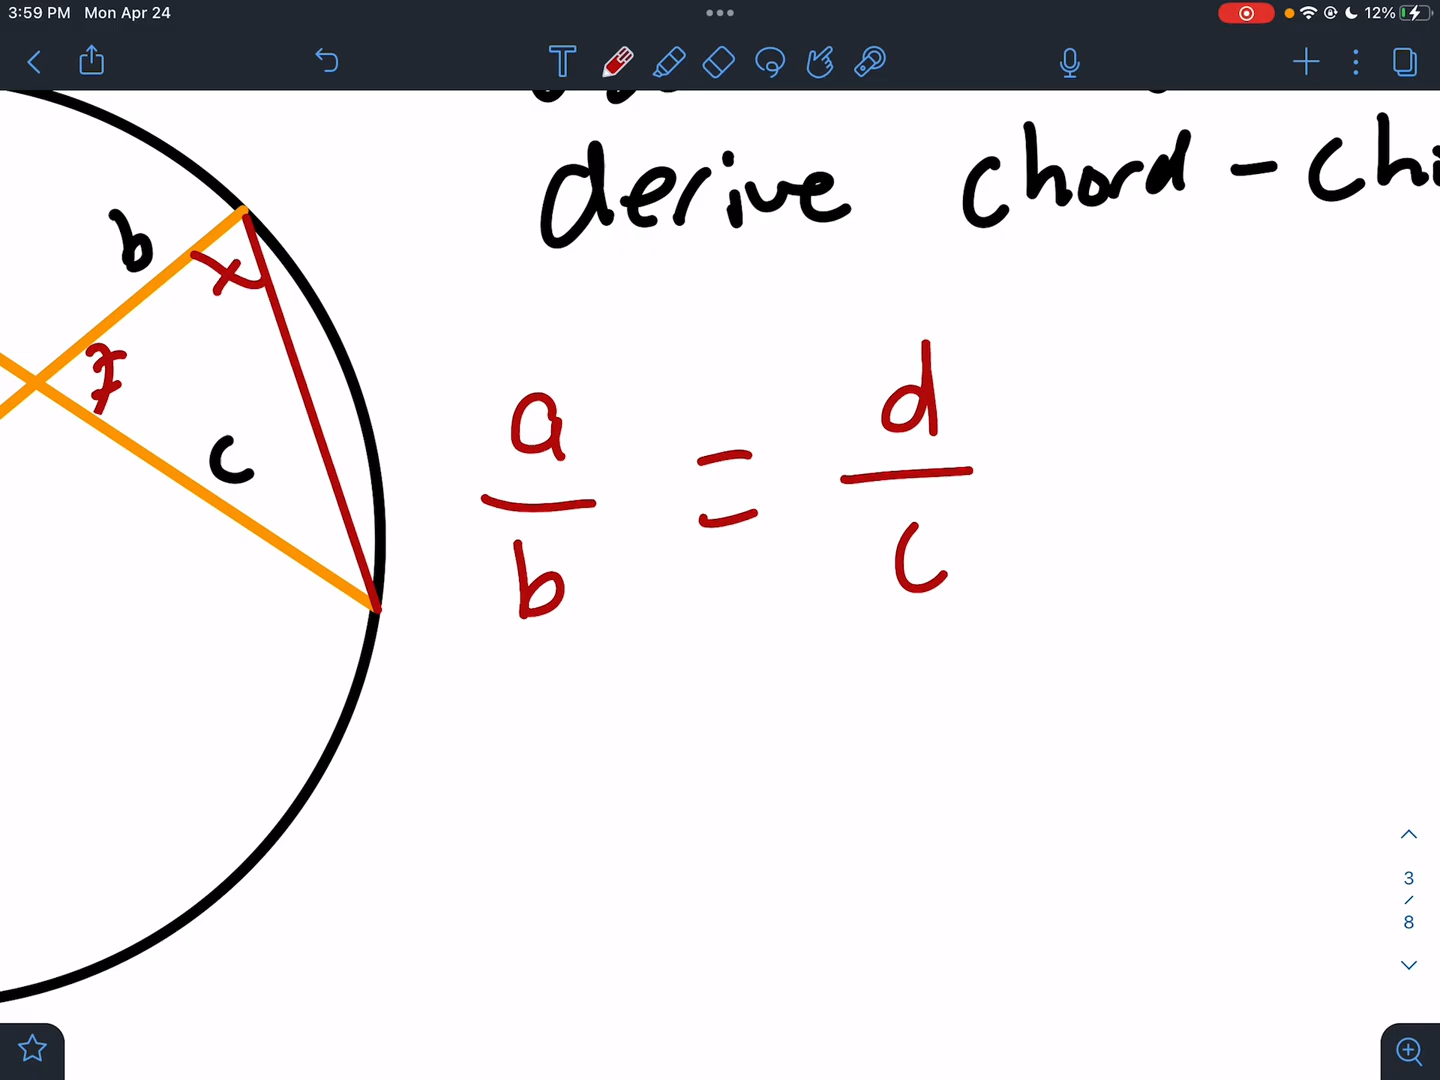 3:59 PM Mon Apr 24
12%
derive chord - ch
b
x
z
c
a d
= 
b c
3
/
8